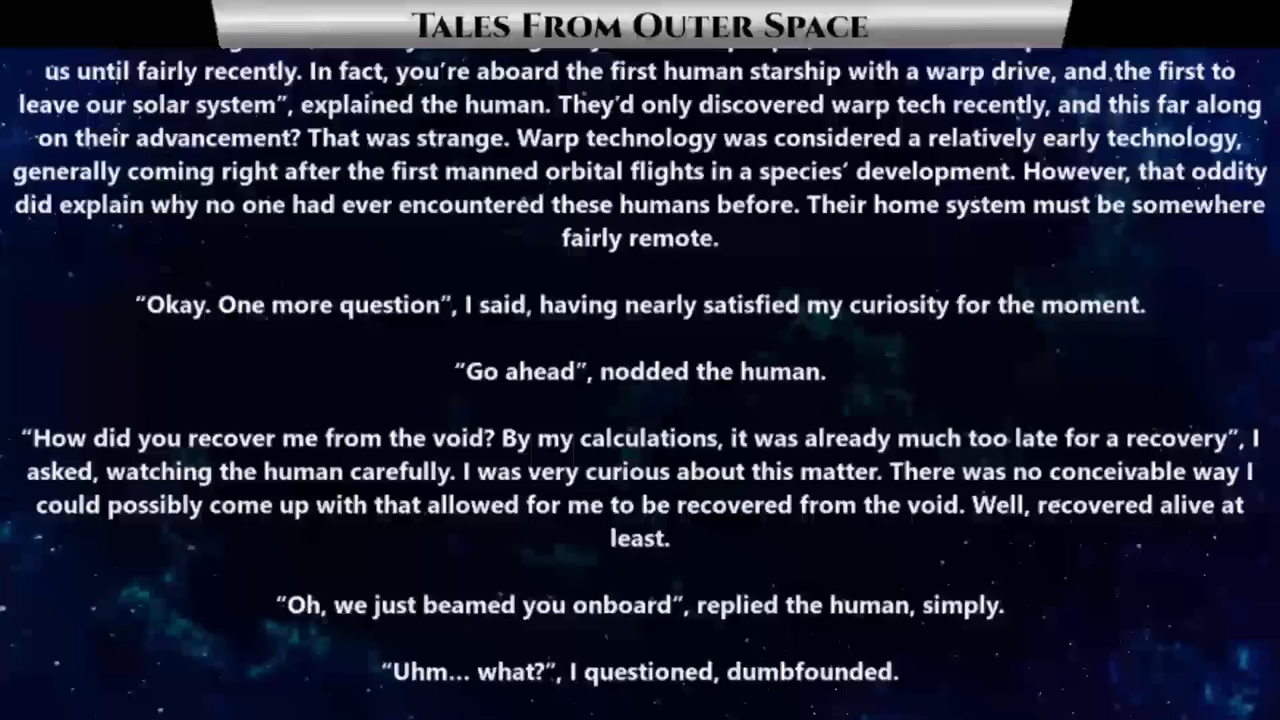 Tales From Outer Space
us until fairly recently. In fact, you’re aboard the first human starship with a warp drive, and the first to
leave our solar system”, explained the human. They’d only discovered warp tech recently, and this far along
on their advancement? That was strange. Warp technology was considered a relatively early technology,
generally coming right after the first manned orbital flights in a species’ development. However, that oddity
did explain why no one had ever encountered these humans before. Their home system must be somewhere
fairly remote.
“Okay. One more question”, I said, having nearly satisfied my curiosity for the moment.
“Go ahead”, nodded the human.
“How did you recover me from the void? By my calculations, it was already much too late for a recovery”, I
asked, watching the human carefully. I was very curious about this matter. There was no conceivable way I
could possibly come up with that allowed for me to be recovered from the void. Well, recovered alive at
least.
“Oh, we just beamed you onboard”, replied the human, simply.
“Uhm... what?”, I questioned, dumbfounded.